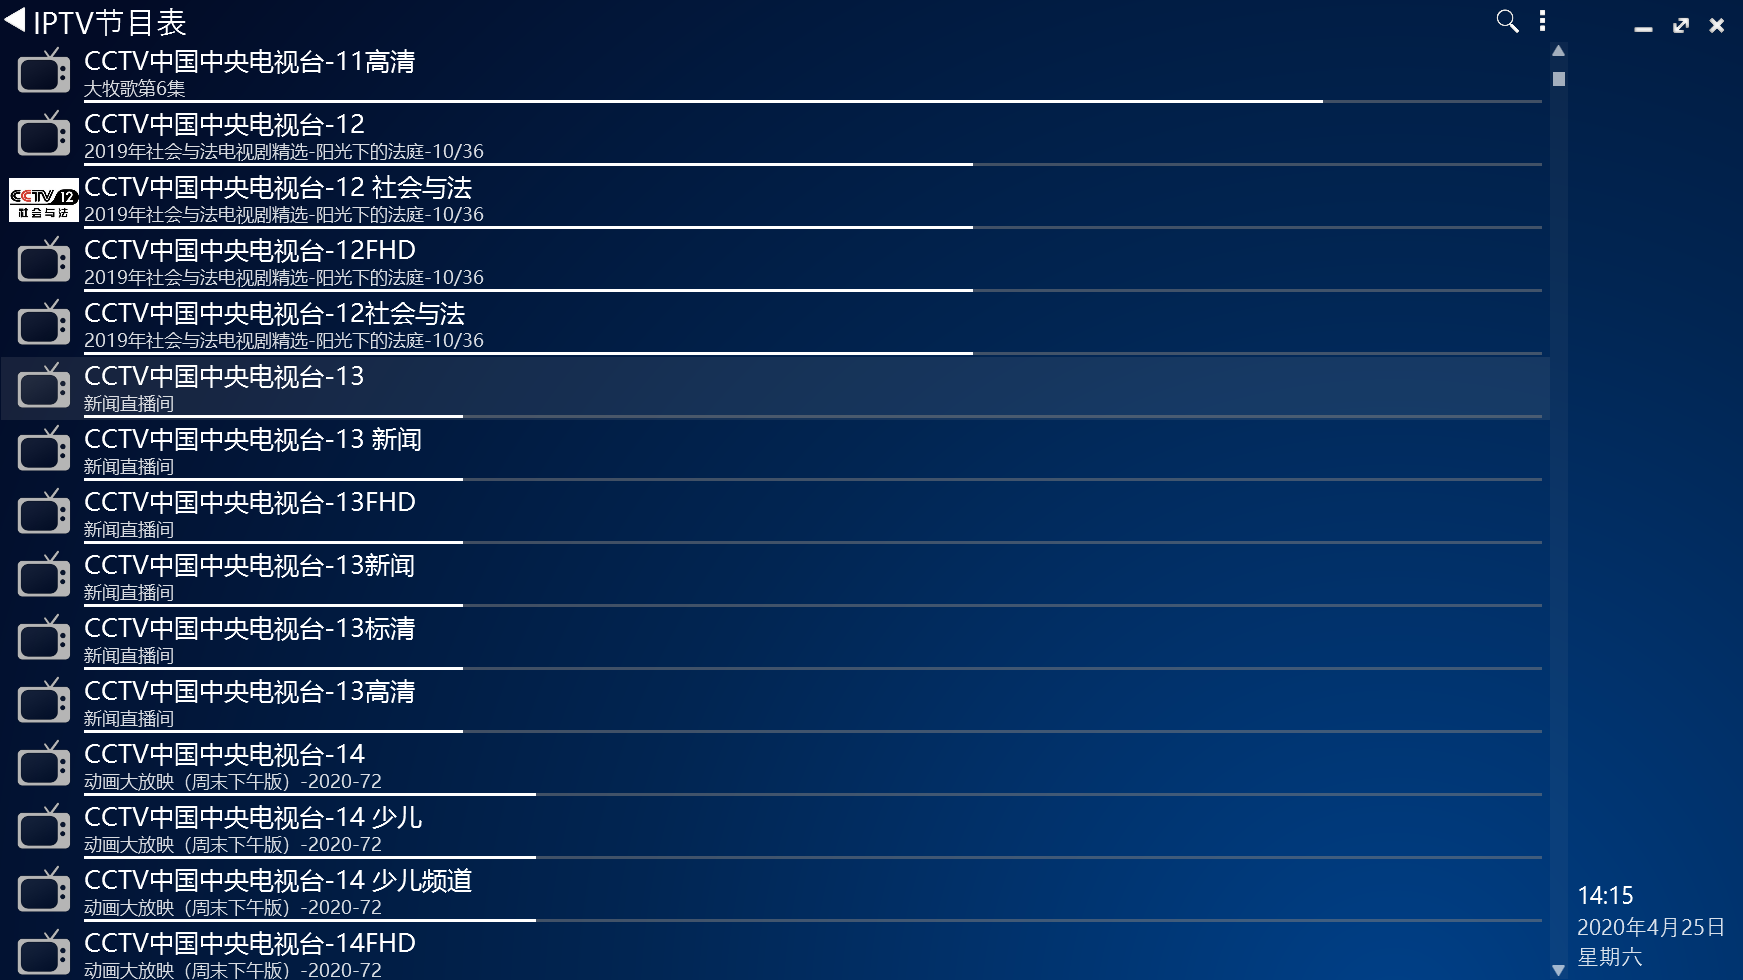 IPTV节目表
CCTV中国中央电视台-11高清
大牧歌第6集
CCTV中国中央电视台-12
2019年社会与法电视剧精选-阳光下的法庭-10/36
CCTV 12
社会与法
CCTV中国中央电视台-12 社会与法
2019年社会与法电视剧精选-阳光下的法庭-10/36
CCTV中国中央电视台-12FHD
2019年社会与法电视剧精选-阳光下的法庭-10/36
CCTV中国中央电视台-12社会与法
2019年社会与法电视剧精选-阳光下的法庭-10/36
CCTV中国中央电视台-13
新闻直播间
CCTV中国中央电视台-13 新闻
新闻直播间
CCTV中国中央电视台-13FHD
新闻直播间
CCTV中国中央电视台-13新闻
新闻直播间
CCTV中国中央电视台-13标清
新闻直播间
CCTV中国中央电视台-13高清
新闻直播间
CCTV中国中央电视台-14
动画大放映（周末下午版）-2020-72
CCTV中国中央电视台-14 少儿
动画大放映（周末下午版）-2020-72
CCTV中国中央电视台-14 少儿频道
动画大放映（周末下午版）-2020-72
CCTV中国中央电视台-14FHD
动画大放映（周末下午版）-2020-72
14:15
2020年4月25日
星期六